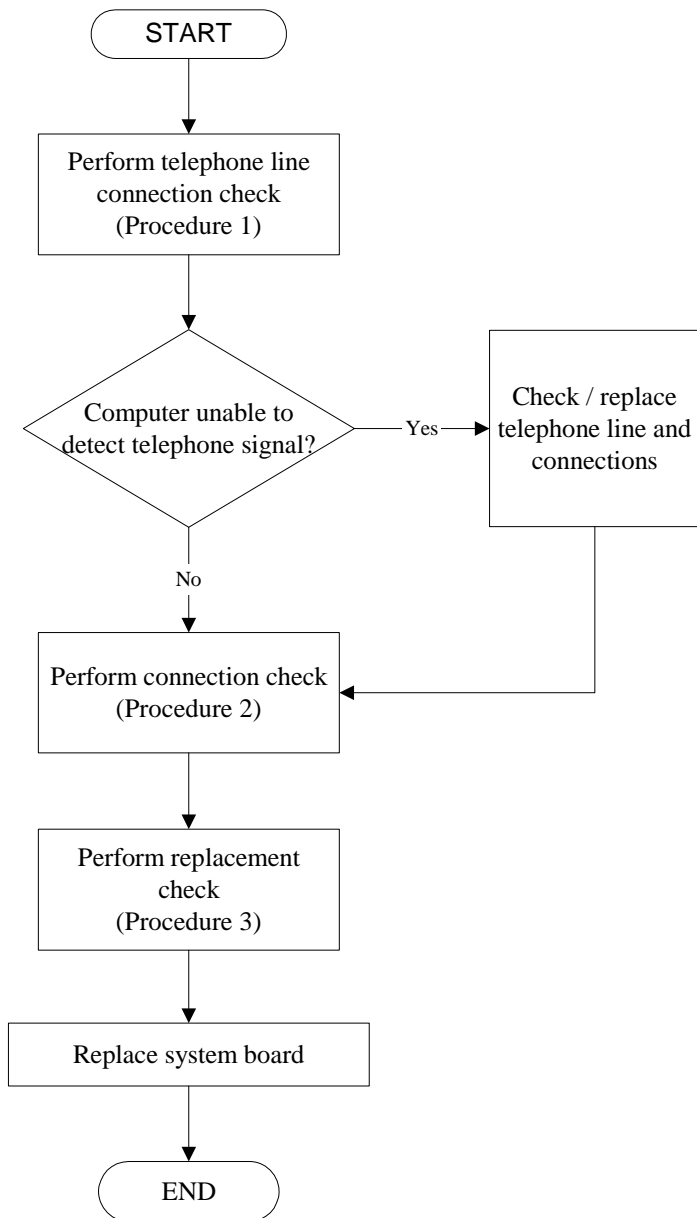 START
Perform telephone line
connection check
(Procedure 1)
Computer unable to
detect telephone signal?
Yes
Check / replace
telephone line and
connections
No
Perform connection check
(Procedure 2)
Perform replacement
check
(Procedure 3)
Replace system board
END